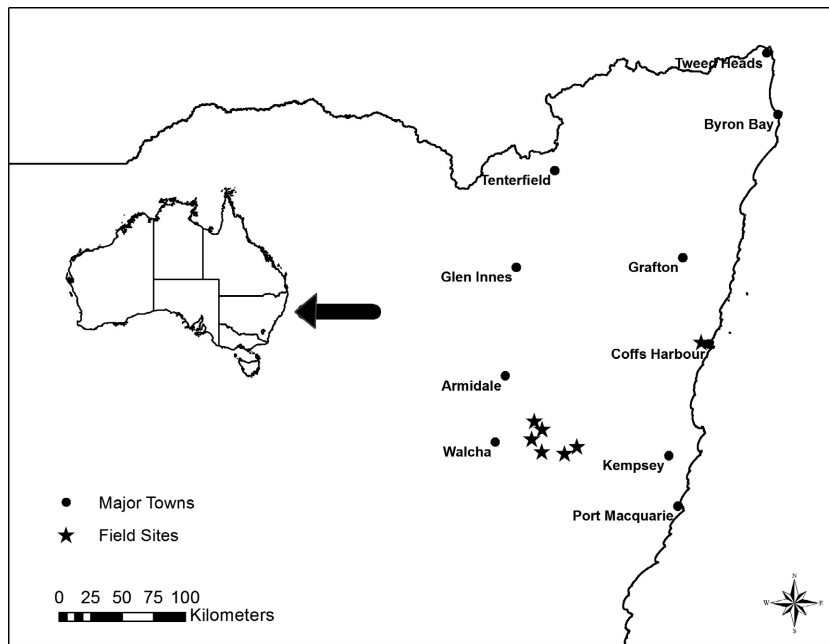 Tweed Heads
Byron Bay
Tenterfield
Glen Innes
Grafton
Coffs Harbour
Armidale
Walcha
Kempsey
Port Macquarie
Major Towns
Field Sites
0 25 50 75 100
Kilometers
N
W E
S